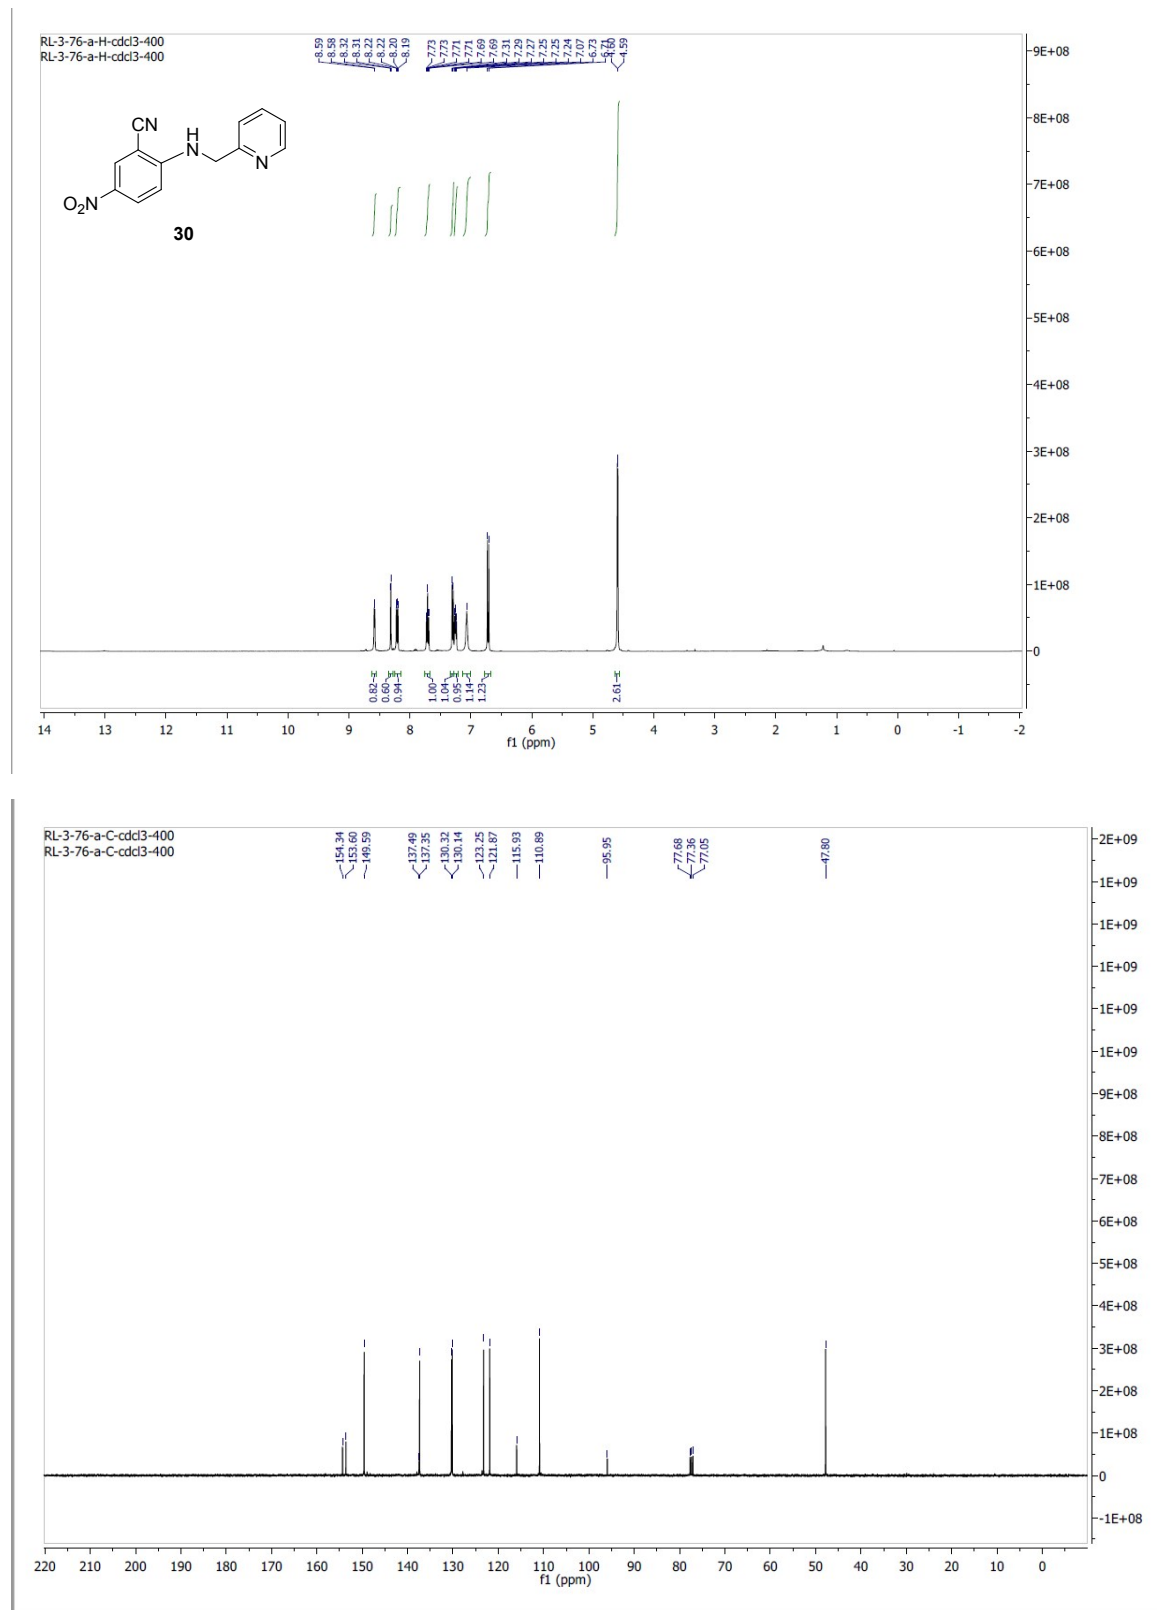 RL-3-76-a-H-cdcl3-400
RL-3-76-a-H-cdcl3-400
8.59
8.58
8.32
8.31
8.22
8.22
8.20
8.19
7.73
7.73
7.71
7.71
7.69
7.69
7.31
7.29
7.27
7.25
7.25
7.24
7.07
6.73
6.71
4.60
4.59
CN
H
N
N
O2N
30
9E+08
8E+08
7E+08
6E+08
5E+08
4E+08
3E+08
2E+08
1E+08
0
0.82
0.60
0.94
1.00
1.04
0.95
1.14
1.23
2.61
14 13 12 11 10 9 8 7 6 5 4 3 2 1 0 -1 -2
f1 (ppm)
RL-3-76-a-C-cdcl3-400
RL-3-76-a-C-cdcl3-400
154.34
153.60
149.59
137.49
137.35
130.32
130.14
123.25
121.87
115.93
110.89
95.95
77.68
77.36
77.05
47.80
2E+09
1E+09
1E+09
1E+09
1E+09
1E+09
9E+08
8E+08
7E+08
6E+08
5E+08
4E+08
3E+08
2E+08
1E+08
0
-1E+08
220 210 200 190 180 170 160 150 140 130 120 110 100 90 80 70 60 50 40 30 20 10 0
f1 (ppm)